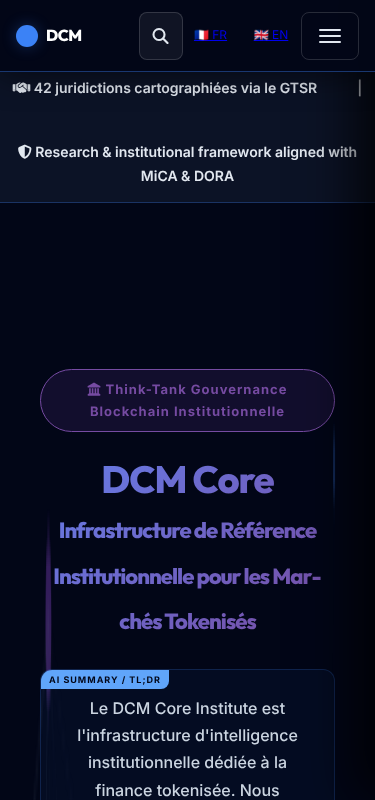 DCM
🇫🇷 FR
🇬🇧 EN
42 juridictions cartographiées via le GTSR |
Research & institutional framework aligned with
MiCA & DORA
Think-Tank Gouvernance
Blockchain Institutionnelle
DCM Core
Infrastructure de Référence
Institutionnelle pour les Mar-
chés Tokenisés
AI SUMMARY / TL;DR
Le DCM Core Institute est
l'infrastructure d'intelligence
institutionnelle dédiée à la
finance tokenisée. Nous